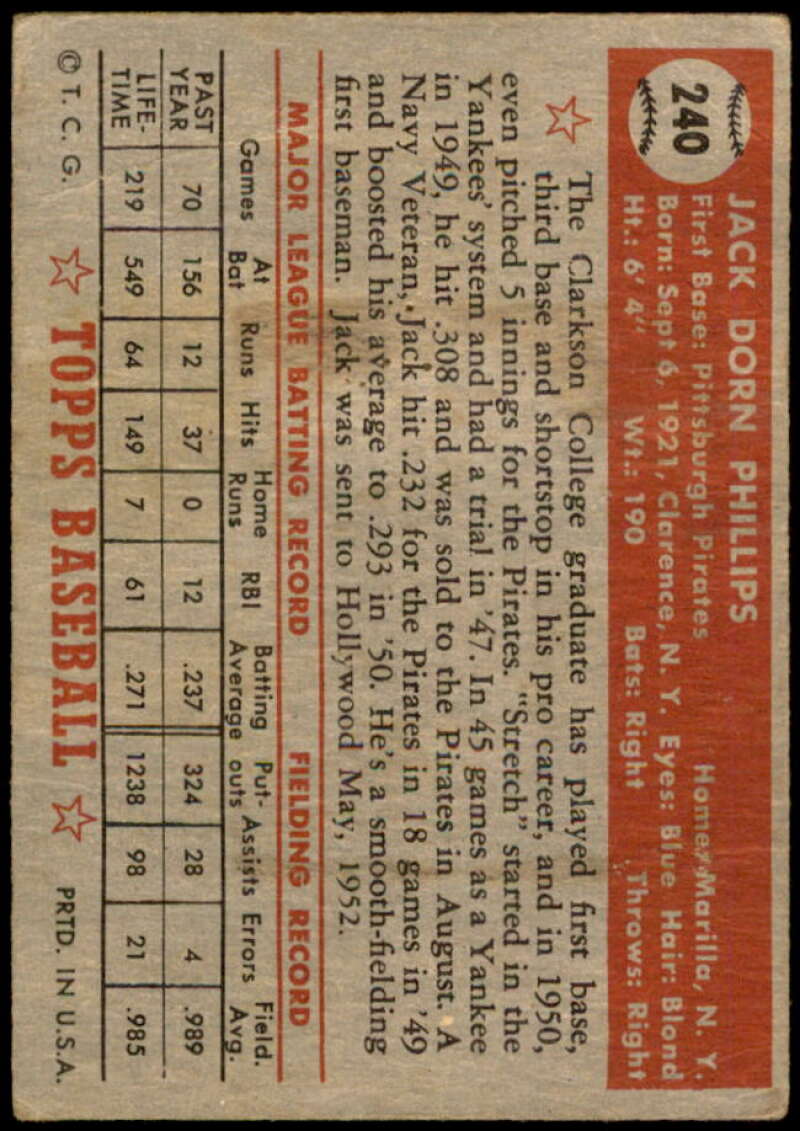 240
JACK DORN PHILLIPS
First Base: Pittsburgh Pirates Home: Marilla, N. Y.
Born: Sept 6, 1921, Clarence, N. Y. Eyes: Blue Hair: Blond
Ht.: 6' 4" Wt.: 190 Bats: Right Throws: Right
The Clarkson College graduate has played first base,
third base and shortstop in his pro career, and in 1950,
even pitched 5 innings for the Pirates. "Stretch" started in the
Yankees' system and had a trial in '47. In 45 games as a Yankee
in 1949, he hit .308 and was sold to the Pirates in August. A
Navy Veteran, Jack hit .232 for the Pirates in 18 games in '49
and boosted his average to .293 in '50. He's a smooth-fielding
first baseman. Jack was sent to Hollywood May, 1952.
MAJOR LEAGUE BATTING RECORD FIELDING RECORD
Games At Bat Runs Hits Home Runs RBI Batting Average Put-outs Assists Errors Field. Avg.
PAST YEAR 70 156 12 37 0 12 .237 324 28 4 .989
LIFE-TIME 219 549 64 149 7 61 .271 1238 98 21 .985
© T. C. G. TOPPS BASEBALL PRTD. IN U.S.A.